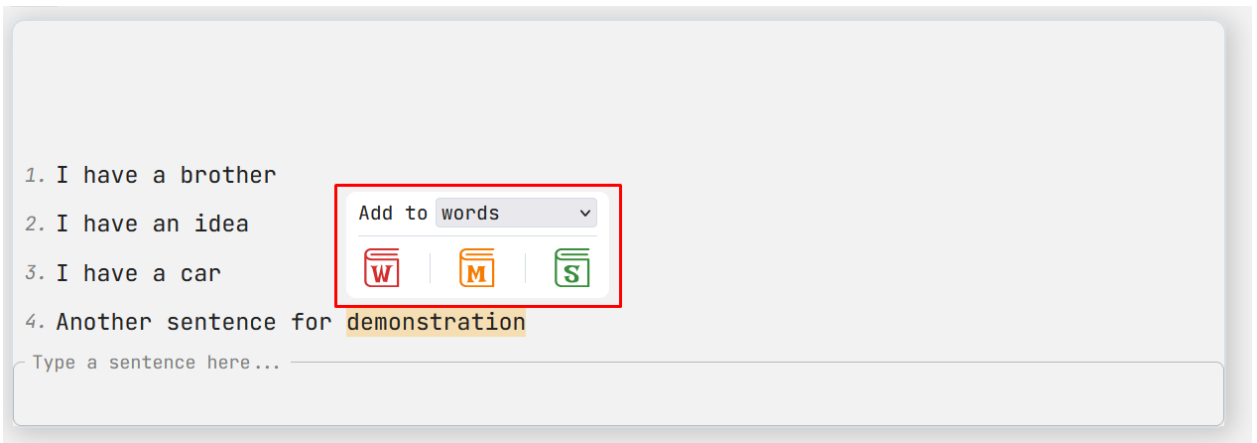 1. I have a brother
2. I have an idea
Add to words
3. I have a car
W M S
4. Another sentence for demonstration
Type a sentence here...